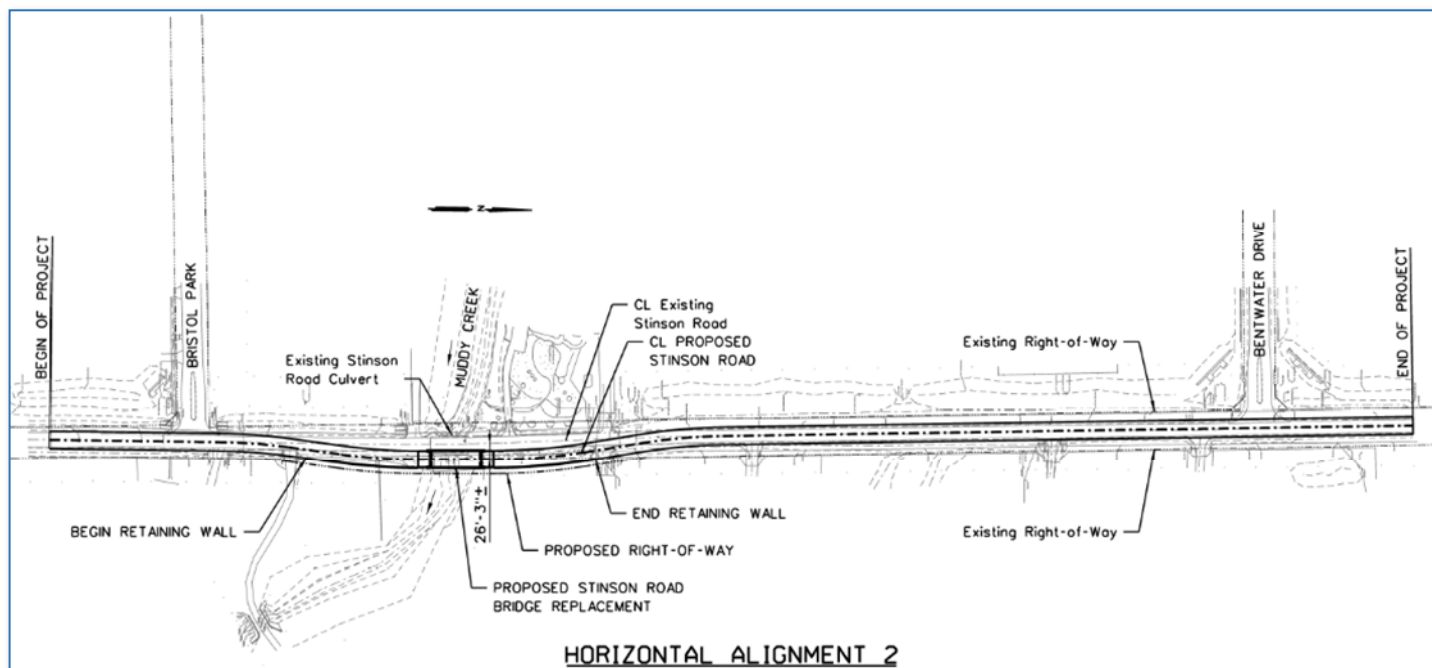 BEGIN OF PROJECT
BRISTOL PARK
Existing Stinson
Road Culvert
MUDDY CREEK
N
CL Existing
Stinson Road
CL PROPOSED
STINSON ROAD
Existing Right-of-Way
BENTWATER DRIVE
END OF PROJECT
BEGIN RETAINING WALL
26'-3"±
END RETAINING WALL
PROPOSED RIGHT-OF-WAY
PROPOSED STINSON ROAD
BRIDGE REPLACEMENT
Existing Right-of-Way
HORIZONTAL ALIGNMENT 2